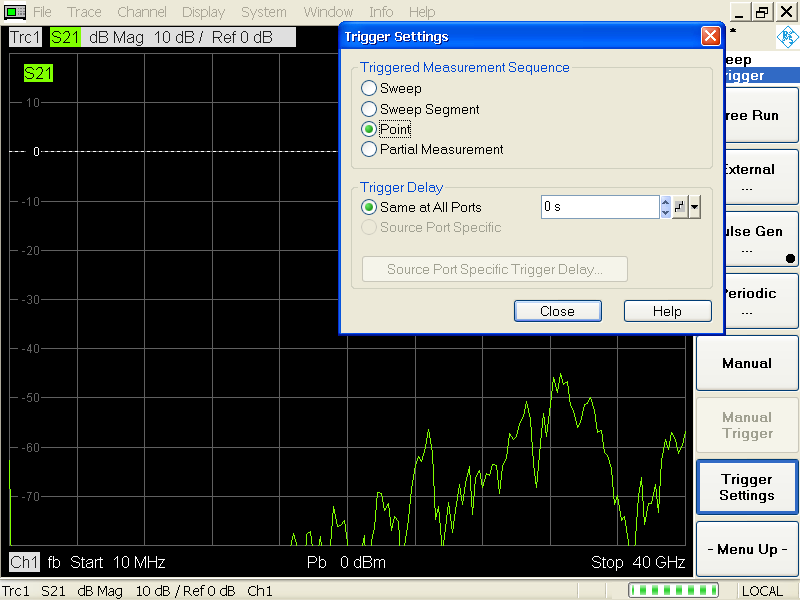 File Trace Channel Display System Window Info Help
Trc1 S21 dB Mag 10 dB / Ref 0 dB
S21
10
0
-10
-20
-30
-40
-50
-60
-70
Ch1 fb Start 10 MHz Pb 0 dBm Stop 40 GHz
Trigger Settings
Triggered Measurement Sequence
Sweep
Sweep Segment
Point
Partial Measurement
Trigger Delay
Same at All Ports
0 s
Source Port Specific
Source Port Specific Trigger Delay...
Close
Help
eep
rigger
ree Run
External
...
ulse Gen
...
Periodic
...
Manual
Manual
Trigger
Trigger
Settings
- Menu Up -
Trc1 S21 dB Mag 10 dB / Ref 0 dB Ch1
LOCAL